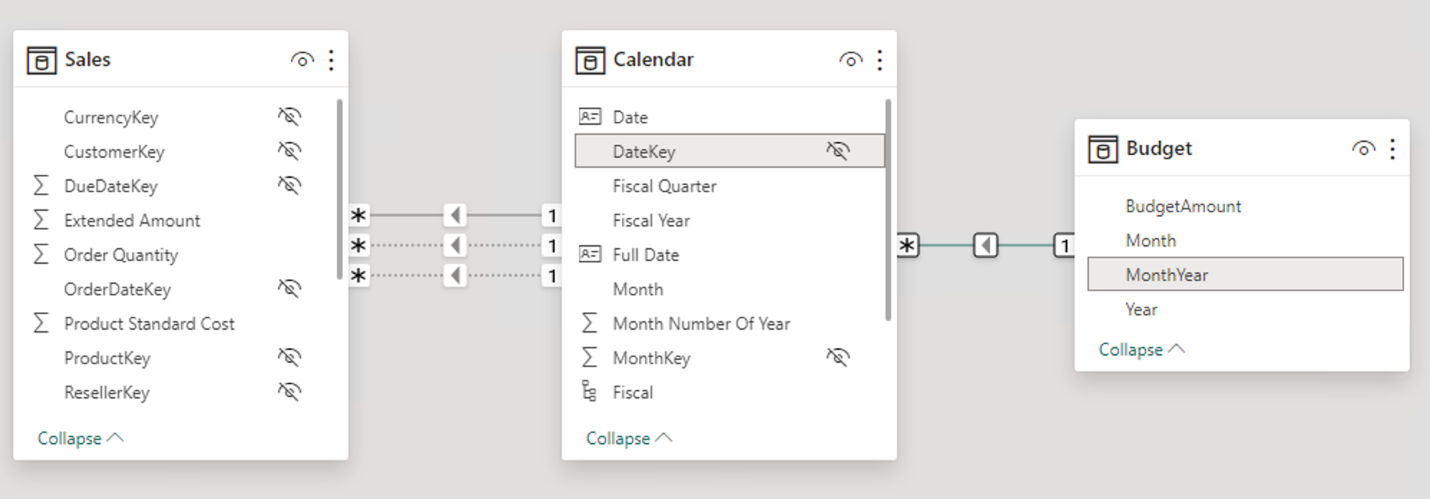 Sales
CurrencyKey
CustomerKey
DueDateKey
Extended Amount
Order Quantity
OrderDateKey
Product Standard Cost
ProductKey
ResellerKey
Collapse
* 1
* 1
* 1
Calendar
Date
DateKey
Fiscal Quarter
Fiscal Year
Full Date
Month
Month Number Of Year
MonthKey
Fiscal
Collapse
* 1
Budget
BudgetAmount
Month
MonthYear
Year
Collapse